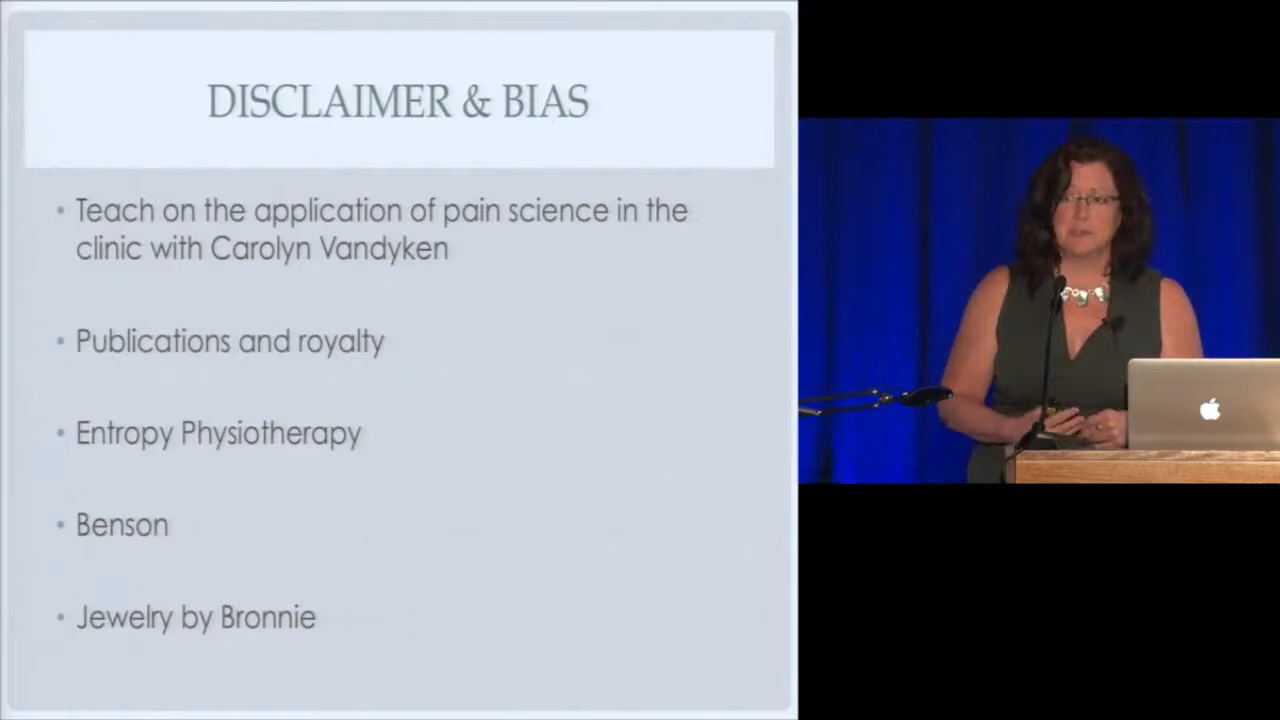 DISCLAIMER & BIAS
• Teach on the application of pain science in the
clinic with Carolyn Vandyken
• Publications and royalty
• Entropy Physiotherapy
• Benson
• Jewelry by Bronnie